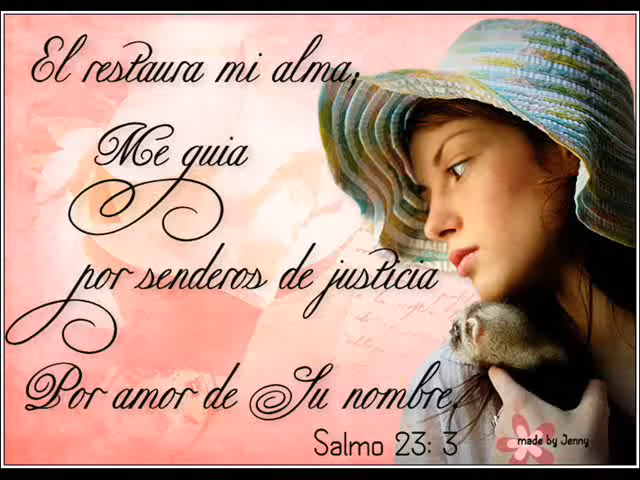 El restaura mi alma;
Me guia
por senderos de justicia
Por amor de Su nombre.
Salmo 23: 3
made by Jenny